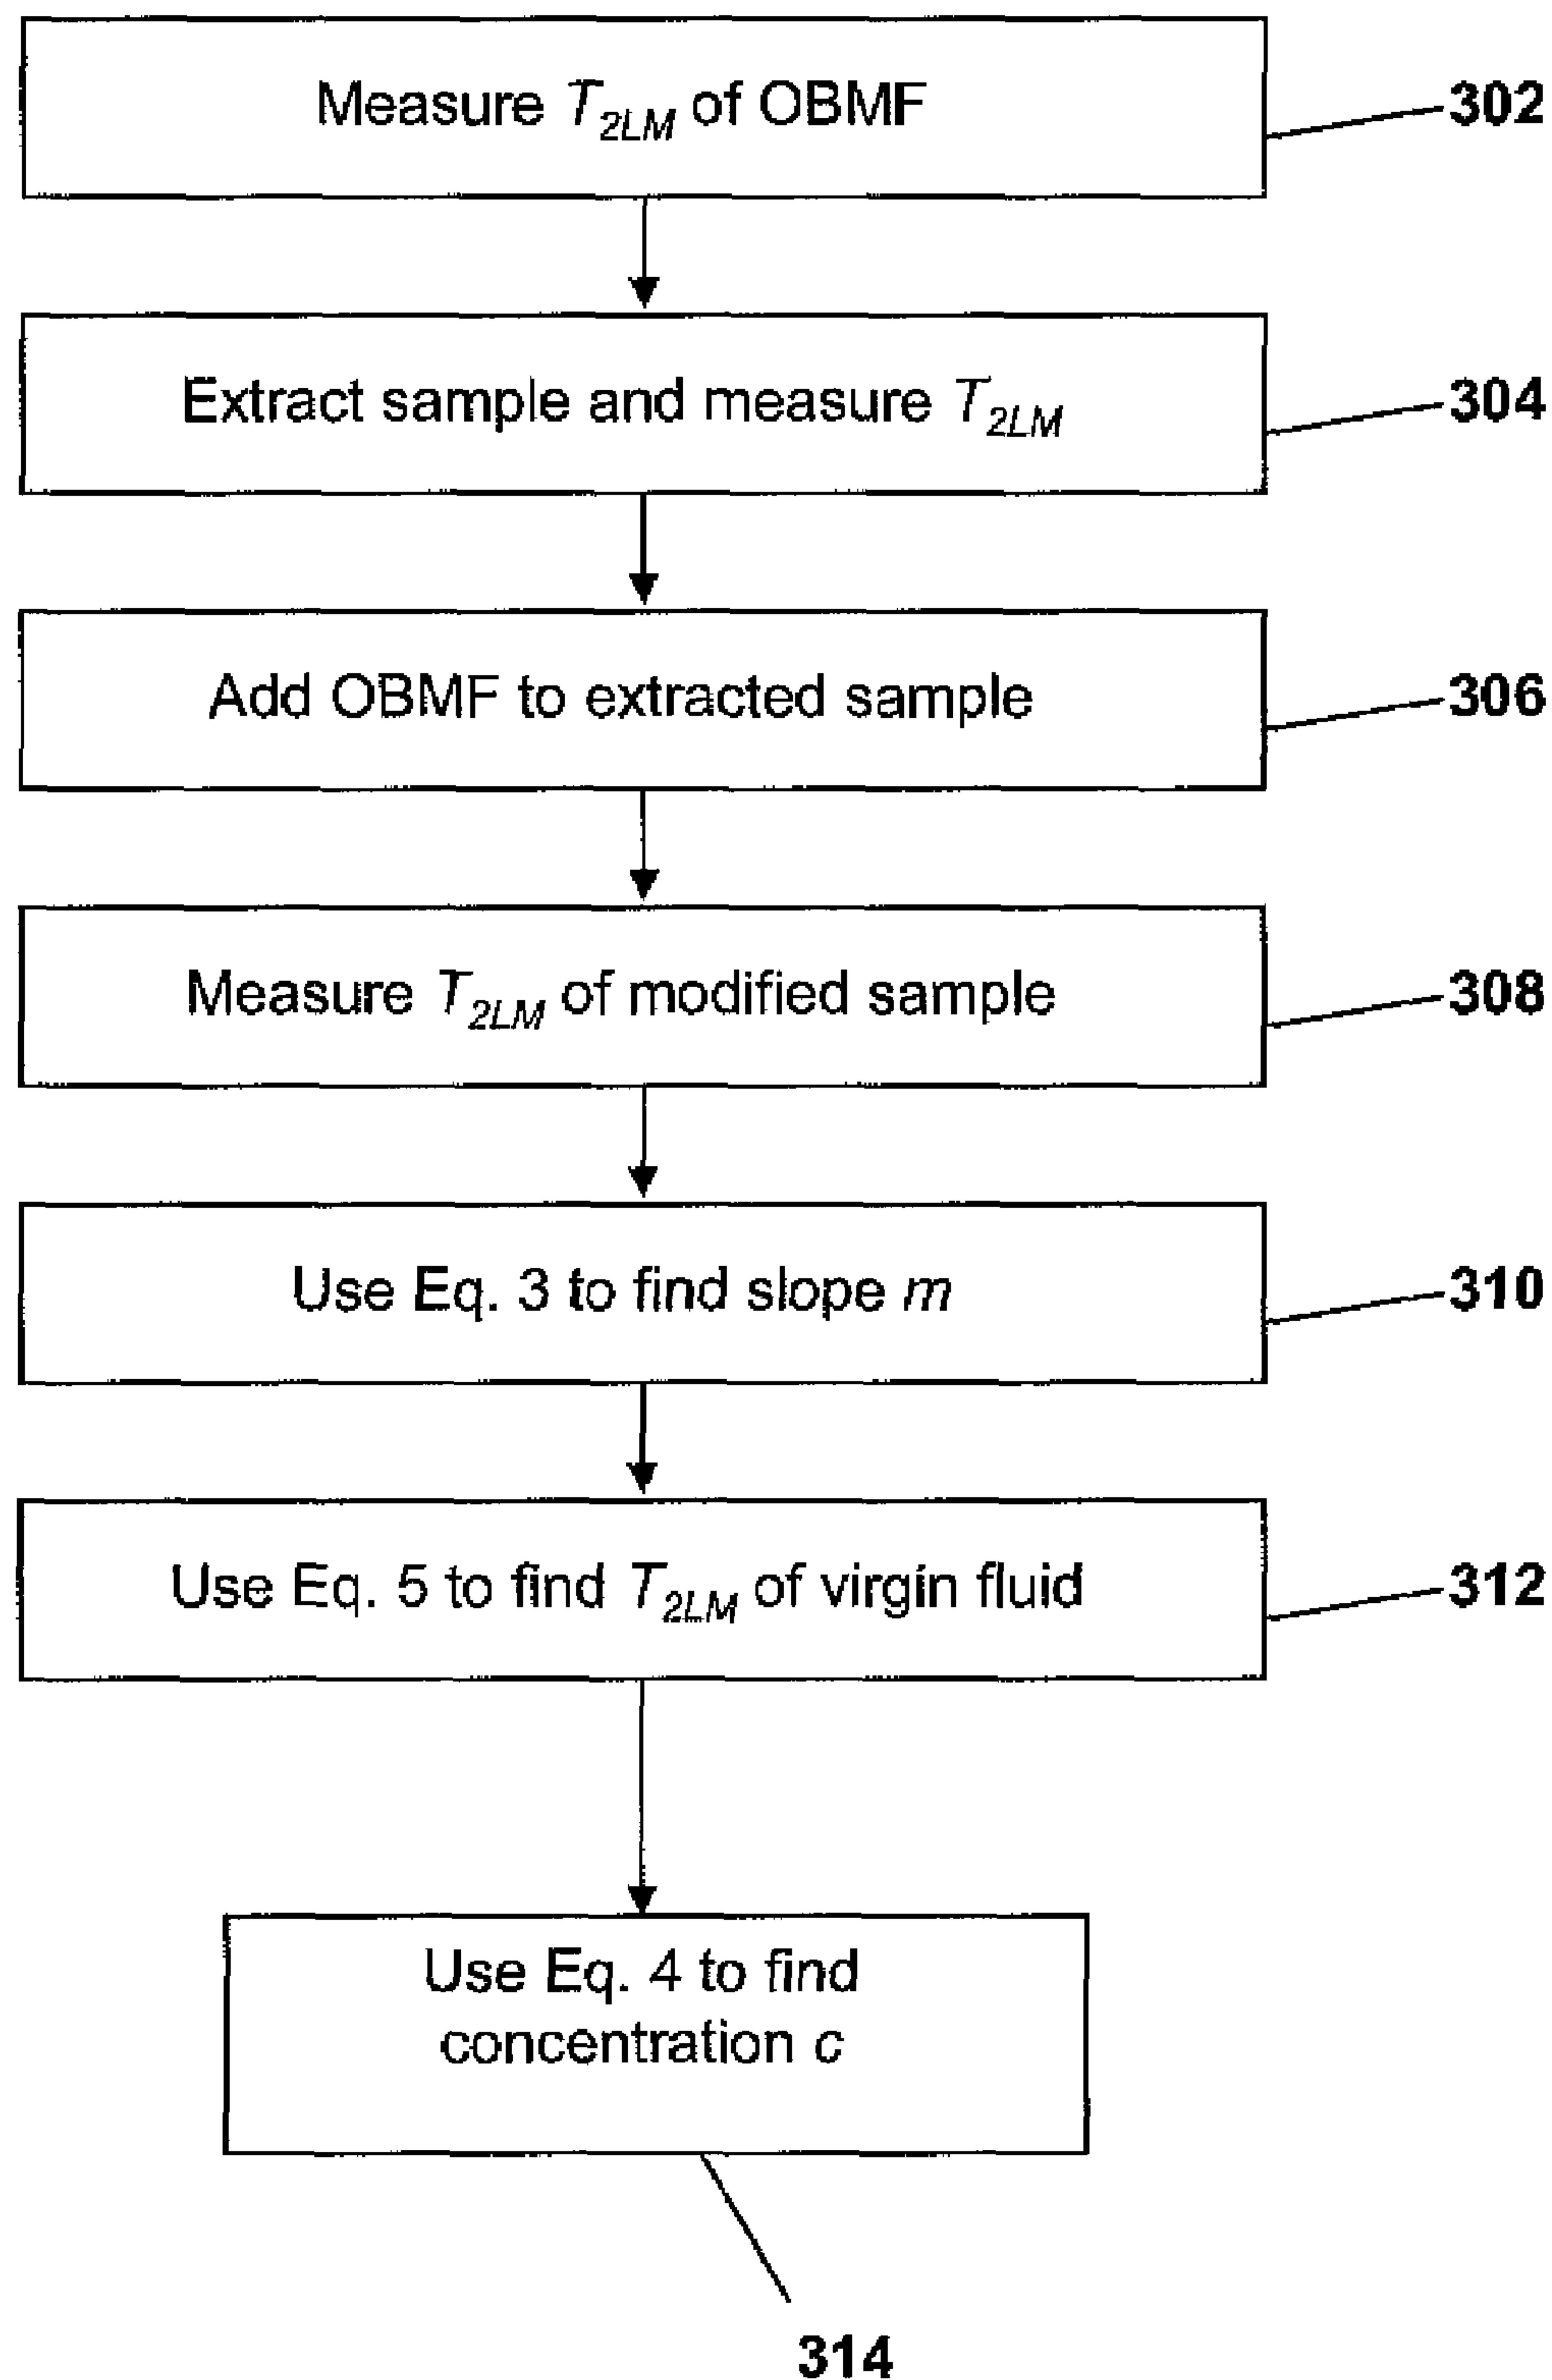 Measure T2LM of OBMF
302
Extract sample and measure T2LM
304
Add OBMF to extracted sample
306
Measure T2LM of modified sample
308
Use Eq. 3 to find slope m
310
Use Eq. 5 to find T2LM of virgin fluid
312
Use Eq. 4 to find
concentration c
314